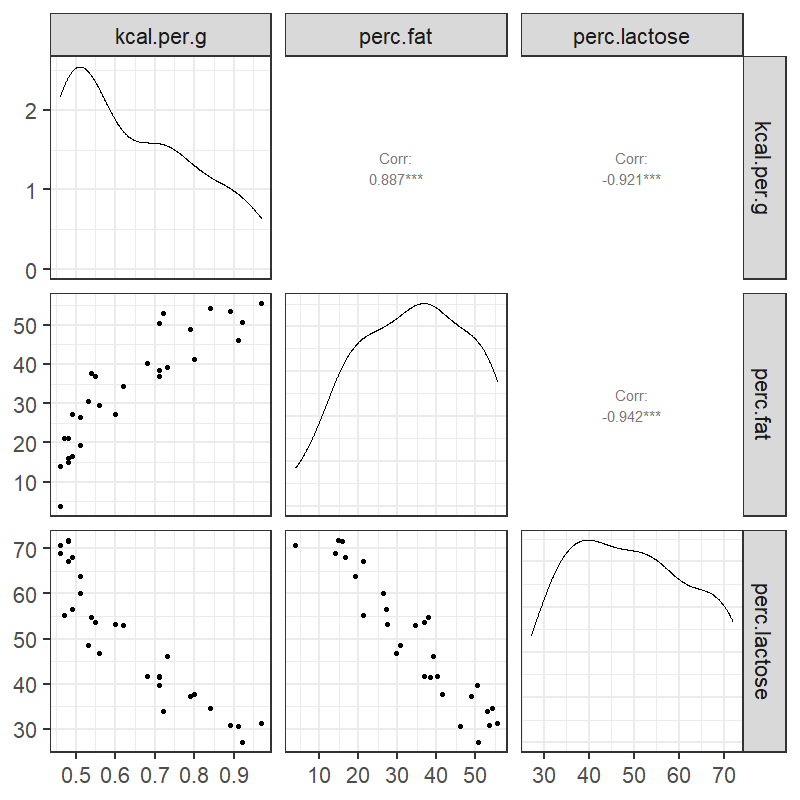 kcal.per.g perc.fat perc.lactose
2
1
0
Corr:
0.887***
Corr:
-0.921***
kcal.per.g
50
40
30
20
10
Corr:
-0.942***
perc.fat
70
60
50
40
30
perc.lactose
0.5 0.6 0.7 0.8 0.9 10 20 30 40 50 30 40 50 60 70